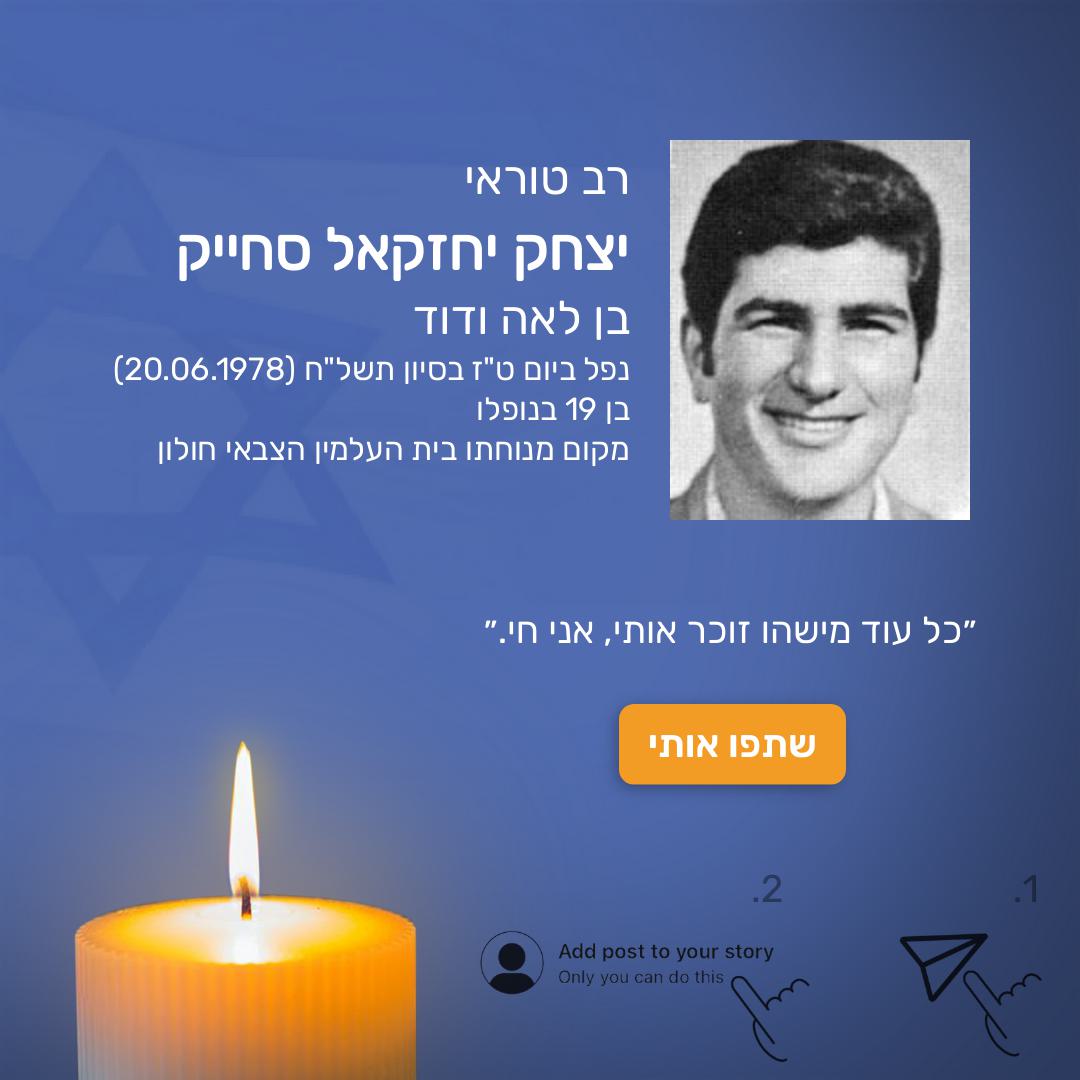 רב טוראי
יצחק יחזקאל סחייק
בן לאה ודוד
נפל ביום ט"ז בסיון תשל"ח (20.06.1978)
בן 19 בנופלו
מקום מנוחתו בית העלמין הצבאי חולון
״כל עוד מישהו זוכר אותי, אני חי.״
שתפו אותי
1.
2.
Add post to your story
Only you can do this